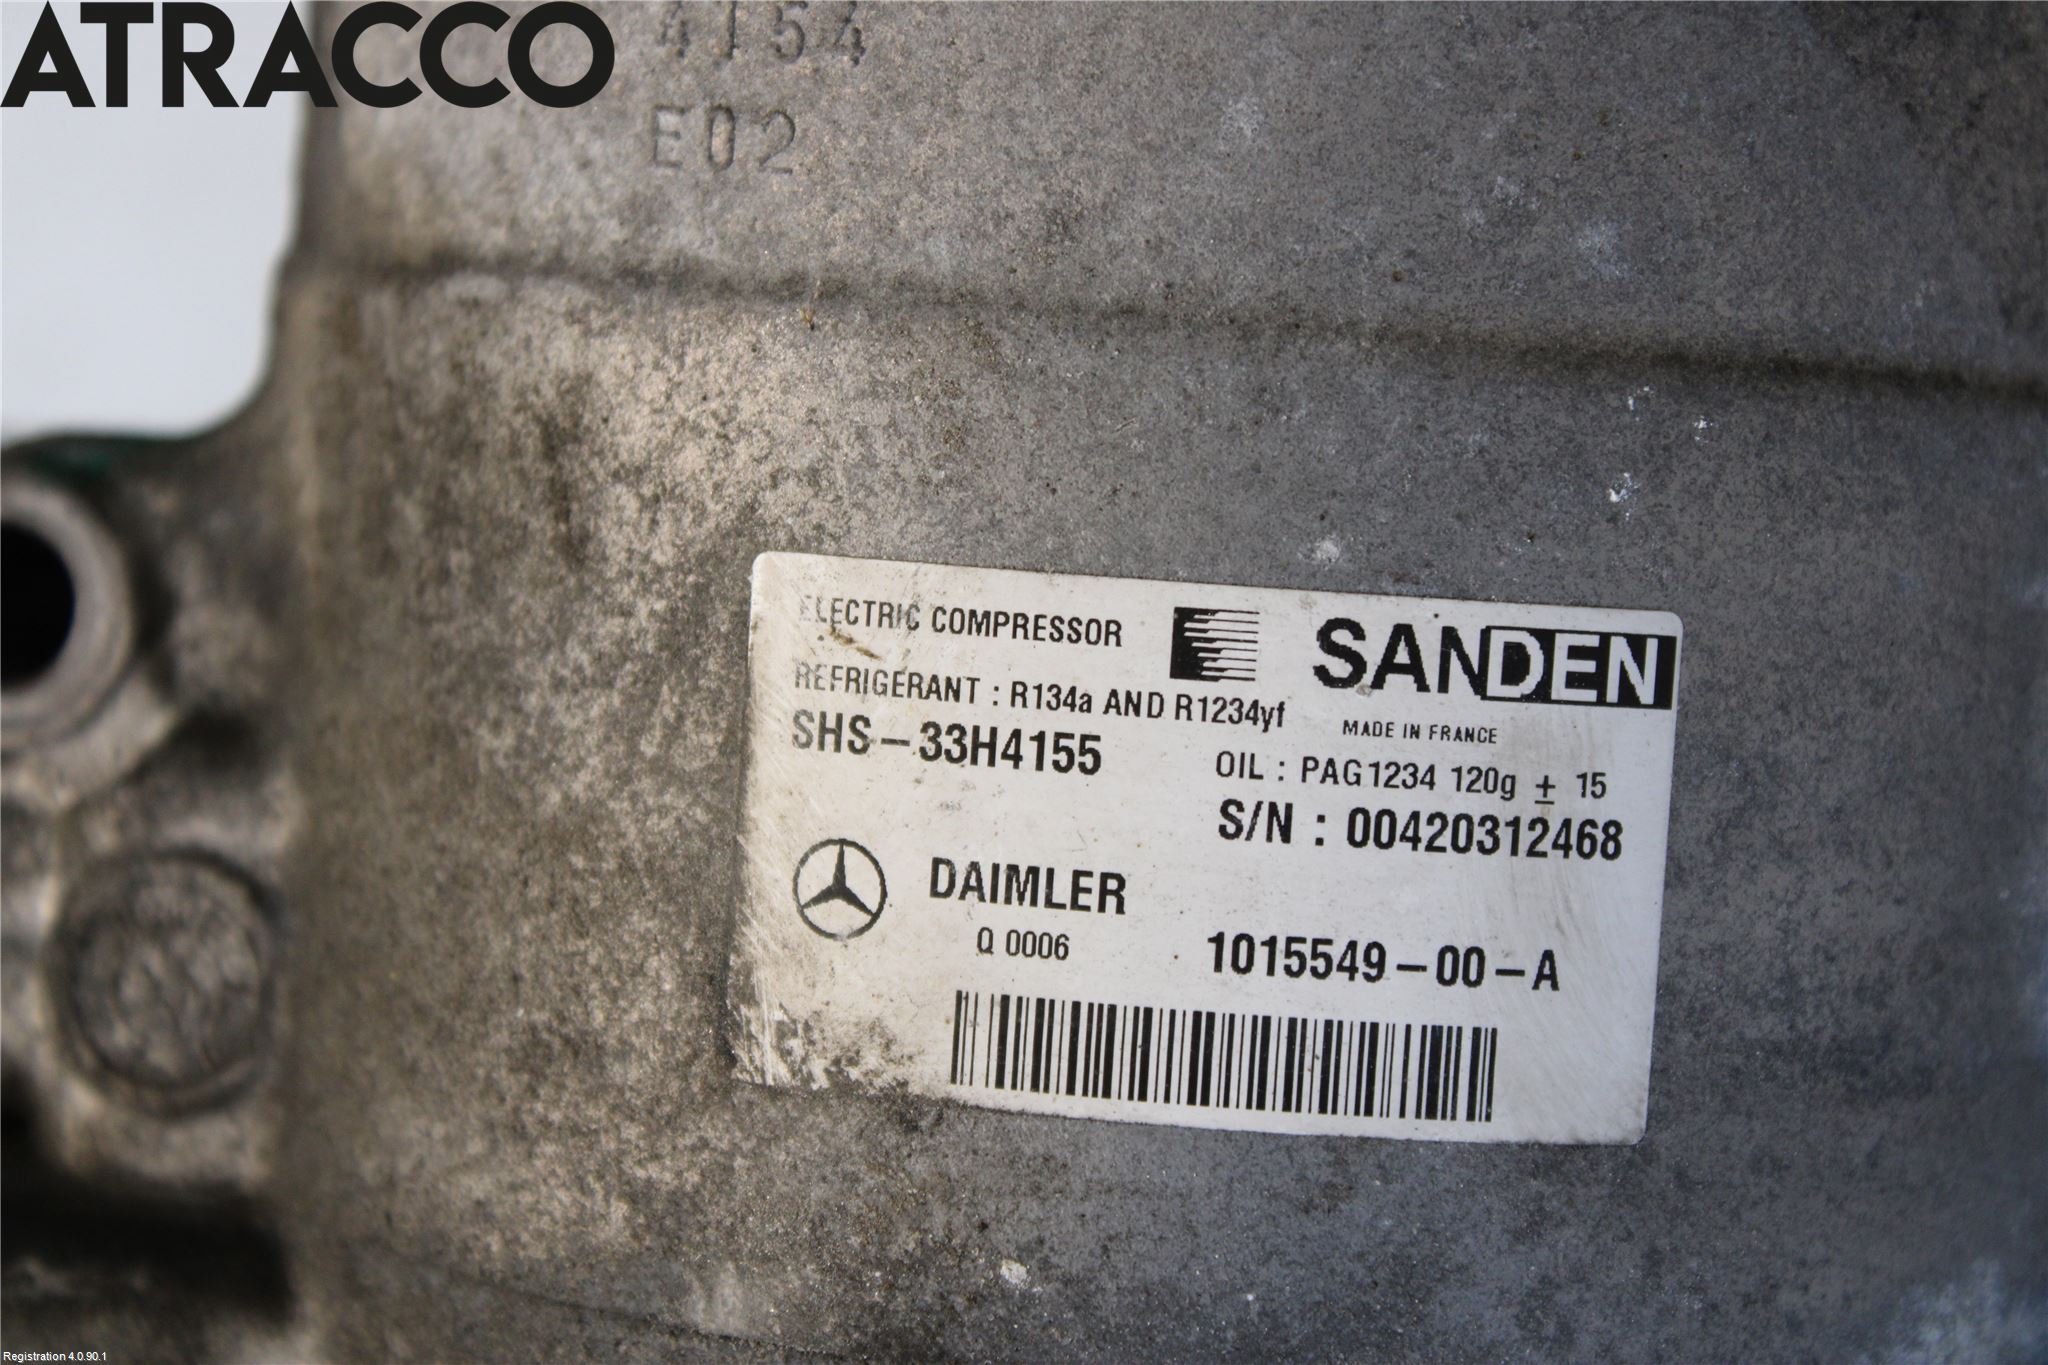 ATRACCO
4154
E02
ELECTRIC COMPRESSOR
SANDEN
REFRIGERANT : R134a AND R1234yf
MADE IN FRANCE
SHS-33H4155
OIL : PAG1234 120g ± 15
S/N : 00420312468
DAIMLER
Q 0006
1015549-00-A
Registration 4.0.90.1